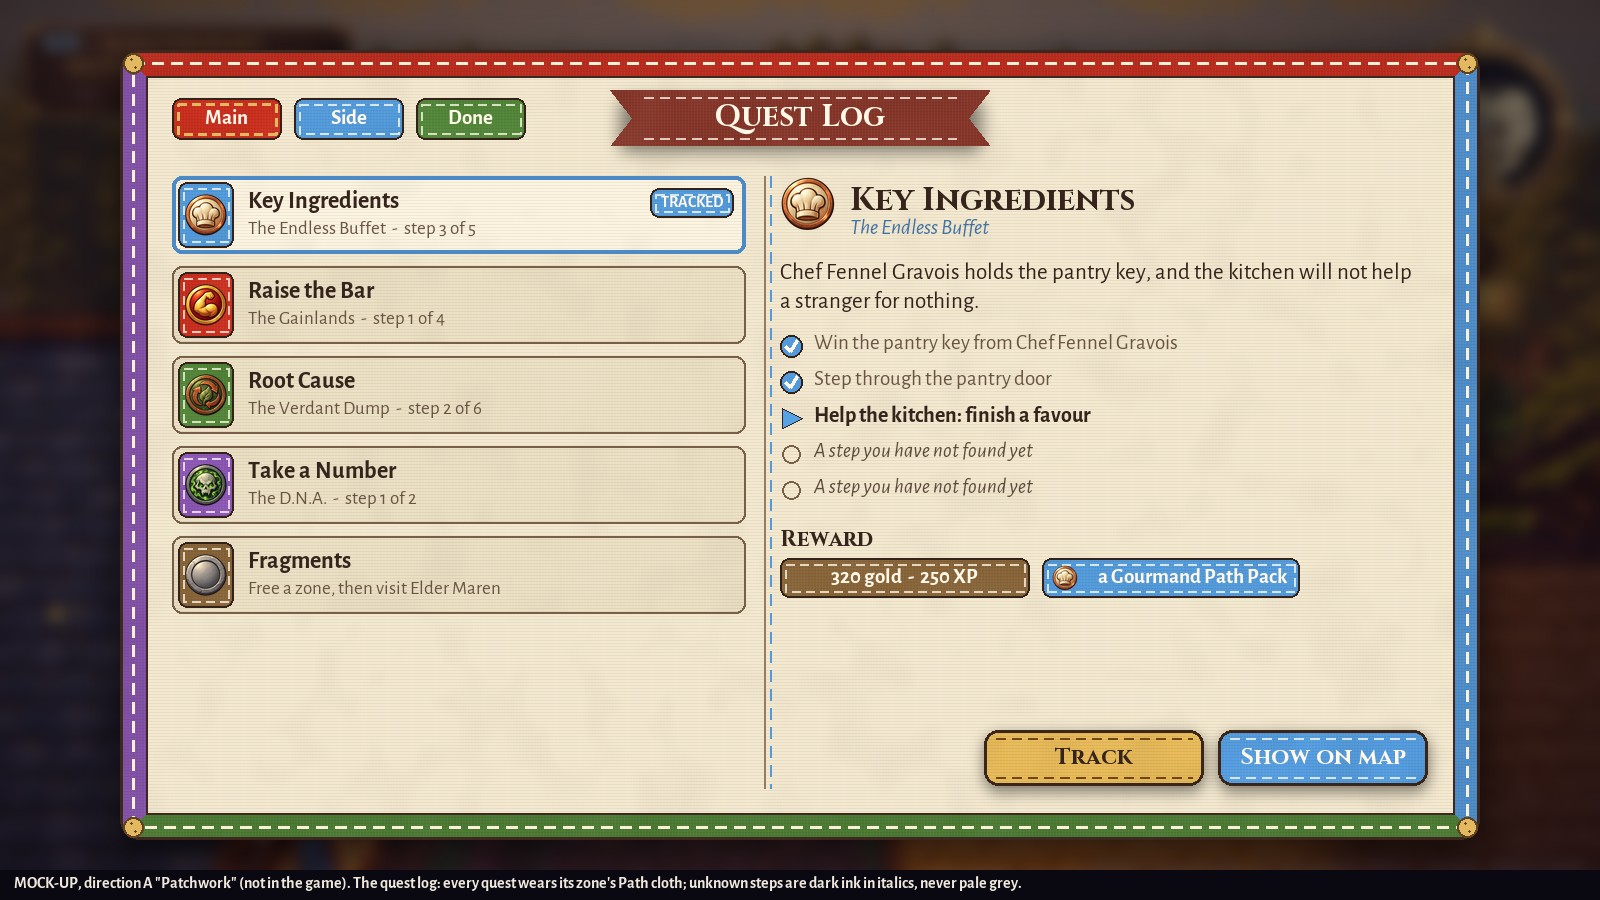 Main
Side
Done
Quest Log
Key Ingredients
The Endless Buffet - step 3 of 5
TRACKED
Raise the Bar
The Gainlands - step 1 of 4
Root Cause
The Verdant Dump - step 2 of 6
Take a Number
The D.N.A. - step 1 of 2
Fragments
Free a zone, then visit Elder Maren
Key Ingredients
The Endless Buffet
Chef Fennel Gravois holds the pantry key, and the kitchen will not help
a stranger for nothing.
Win the pantry key from Chef Fennel Gravois
Step through the pantry door
Help the kitchen: finish a favour
A step you have not found yet
A step you have not found yet
Reward
320 gold - 250 XP
a Gourmand Path Pack
Track
Show on map
MOCK-UP, direction A "Patchwork" (not in the game). The quest log: every quest wears its zone's Path cloth; unknown steps are dark ink in italics, never pale grey.